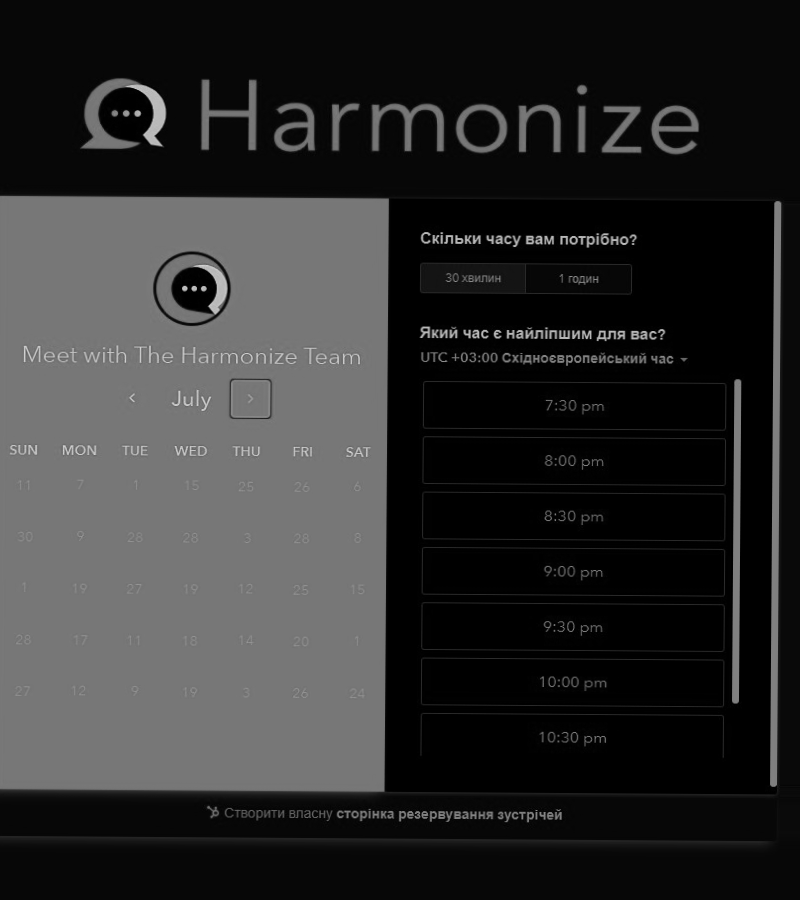 Harmonize
Meet with The Harmonize Team
July
SUN MON TUE WED THU FRI SAT
11 7 1 15 25 26 6
30 9 28 28 3 28 8
1 19 27 19 12 25 15
28 17 11 18 14 20 1
27 12 9 19 3 26 24
Скільки часу вам потрібно?
30 хвилин 1 годин
Який час є найліпшим для вас?
UTC +03:00 Східноєвропейський час
7:30 pm
8:00 pm
8:30 pm
9:00 pm
9:30 pm
10:00 pm
10:30 pm
Створити власну сторінка резервування зустрічей